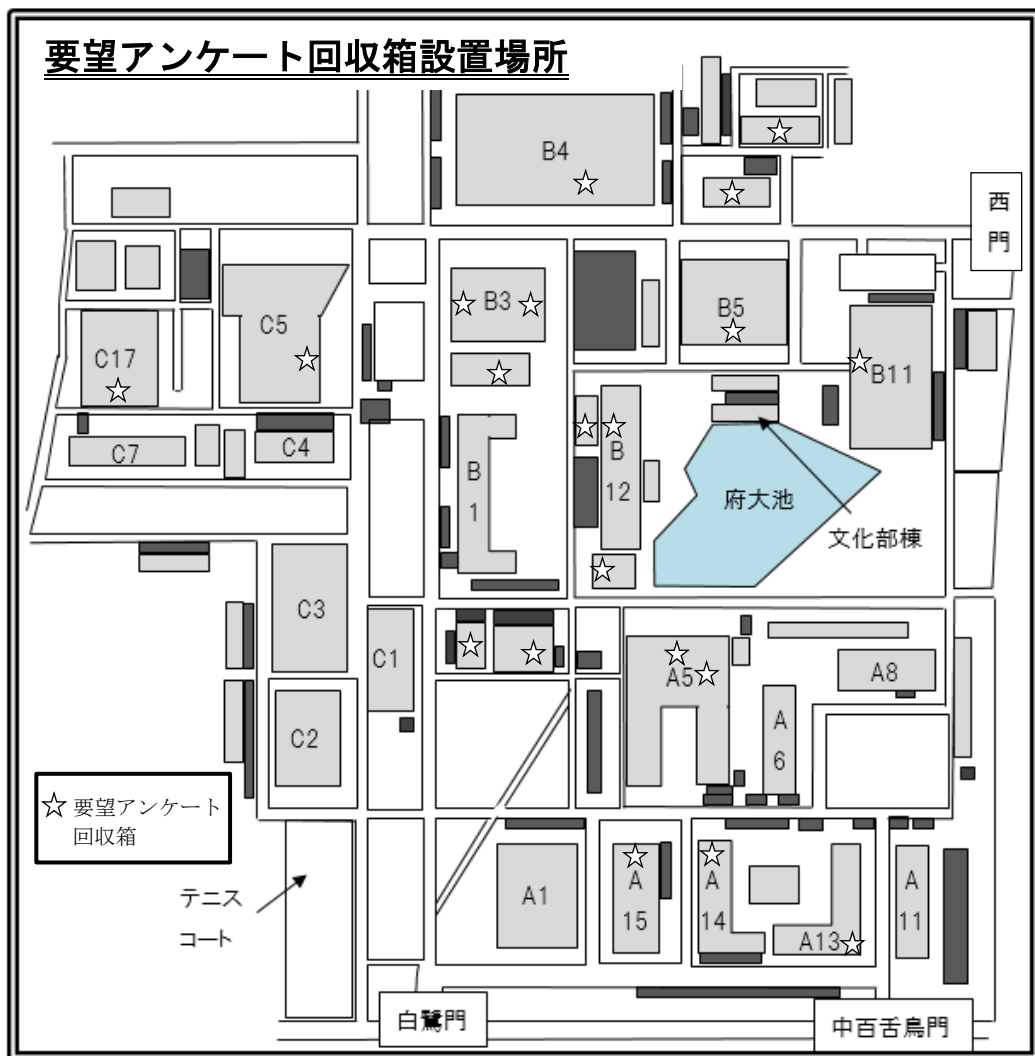 要望アンケート回収箱設置場所
B4
西
門
B3
B5
C5
C17
B11
C7
C4
B
1
B
12
府大池
文化部棟
C3
C1
A5
A8
C2
A
6
☆ 要望アンケート
回収箱
テニス
コート
A1
A
15
A
14
A13
A
11
白鷺門
中百舌鳥門